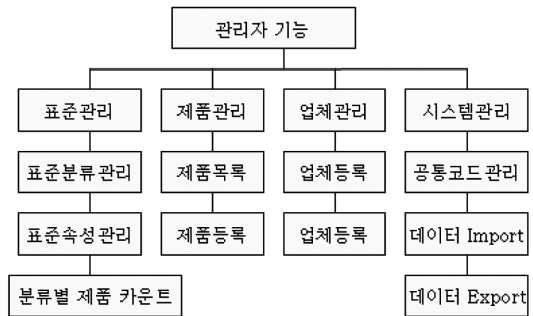 관리자 기능
표준관리
제품관리
업체관리
시스템관리
표준분류관리
제품목록
업체등록
공통코드관리
표준속성관리
제품등록
업체등록
데이터 Import
분류별 제품 카운트
데이터 Export